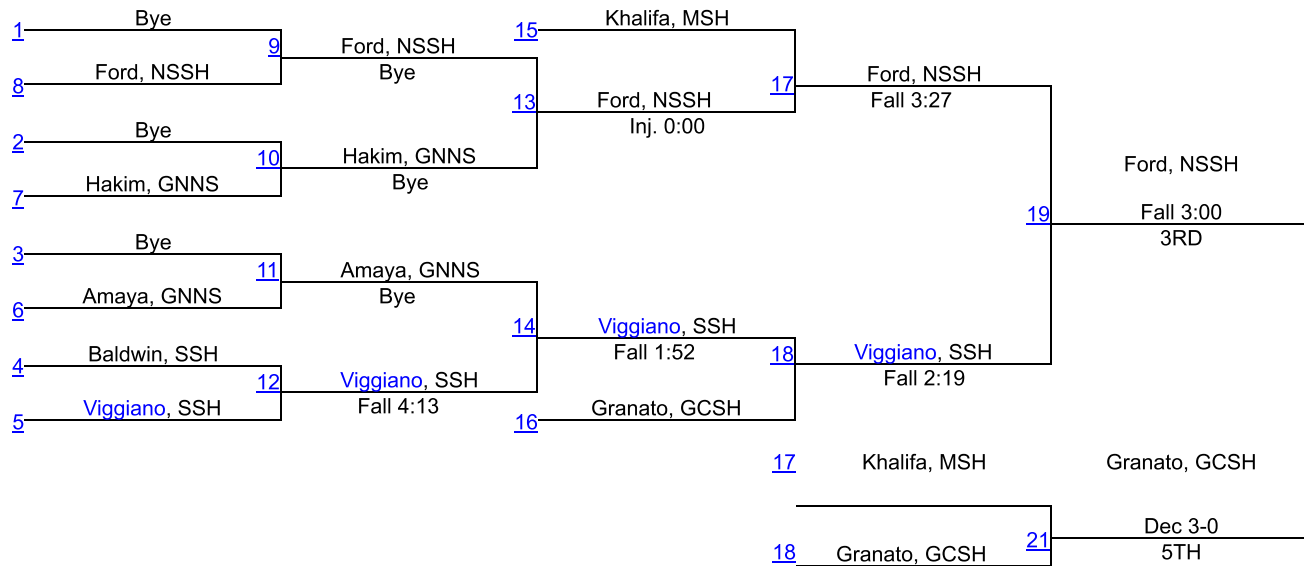 Bye
1
9
Ford, NSSH
8
Ford, NSSH
Bye
Bye
2
10
Hakim, GNNS
7
Hakim, GNNS
Bye
13
Ford, NSSH
Inj. 0:00
Khalifa, MSH
15
17
Ford, NSSH
Fall 3:27
Bye
3
11
Amaya, GNNS
6
Amaya, GNNS
Bye
Baldwin, SSH
4
12
Viggiano, SSH
5
Viggiano, SSH
Fall 4:13
14
Viggiano, SSH
Fall 1:52
Granato, GCSH
16
18
Viggiano, SSH
Fall 2:19
19
Ford, NSSH
Fall 3:00
3RD
17
Khalifa, MSH
18
Granato, GCSH
21
Granato, GCSH
Dec 3-0
5TH